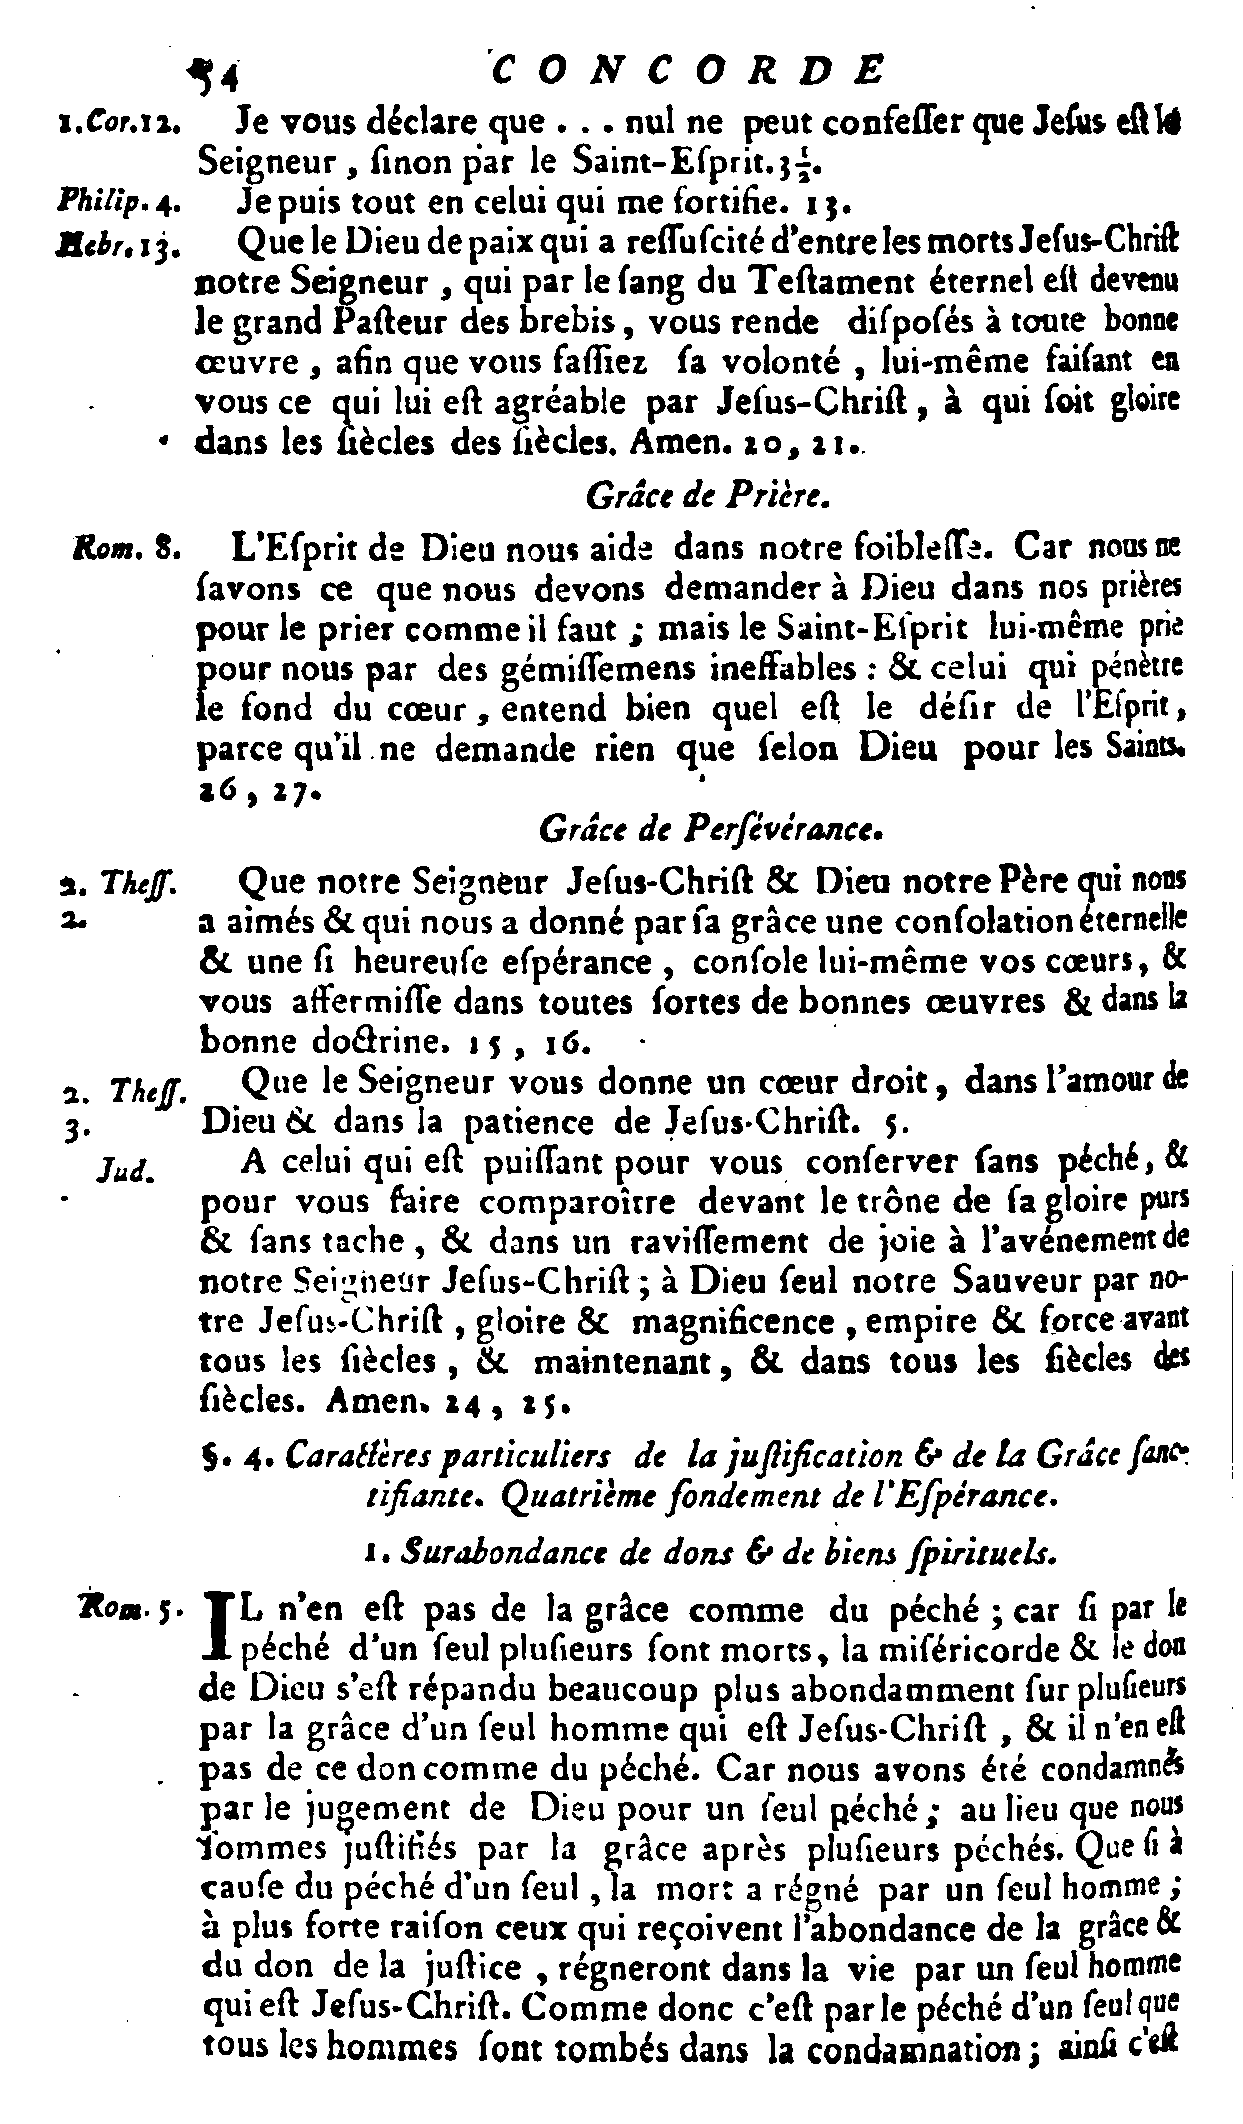 54 CONCORDE
1.Cor.12. Je vous déclare que . . . nul ne peut confeſſer que Jeſus eſt le
Seigneur, ſinon par le Saint-Eſprit. 3½.
Philip. 4. Je puis tout en celui qui me fortifie. 13.
Hebr. 13. Que le Dieu de paix qui a reſſuſcité d'entre les morts Jeſus-Chriſt
notre Seigneur, qui par le ſang du Teſtament éternel eſt devenu
le grand Paſteur des brebis, vous rende diſpoſés à toute bonne
œuvre, afin que vous faſſiez ſa volonté, lui-même faiſant en
vous ce qui lui eſt agréable par Jeſus-Chriſt, à qui ſoit gloire
dans les ſiècles des ſiècles. Amen. 20, 21.
Grâce de Prière.
Rom. 8. L'Eſprit de Dieu nous aide dans notre foibleſſe. Car nous ne
ſavons ce que nous devons demander à Dieu dans nos prières
pour le prier comme il faut ; mais le Saint-Eſprit lui-même prie
pour nous par des gémiſſemens ineffables : & celui qui pénètre
le fond du cœur, entend bien quel eſt le déſir de l'Eſprit,
parce qu'il ne demande rien que ſelon Dieu pour les Saints.
26, 27.
Grâce de Perſévérance.
2. Theſſ. Que notre Seigneur Jeſus-Chriſt & Dieu notre Père qui nous
2. a aimés & qui nous a donné par ſa grâce une conſolation éternelle
& une ſi heureuſe eſpérance, conſole lui-même vos cœurs, &
vous affermiſſe dans toutes ſortes de bonnes œuvres & dans la
bonne doctrine. 15, 16.
2. Theſſ. Que le Seigneur vous donne un cœur droit, dans l'amour de
3. Dieu & dans la patience de Jeſus-Chriſt. 5.
Jud. A celui qui eſt puiſſant pour vous conſerver ſans péché, &
pour vous faire comparoître devant le trône de ſa gloire purs
& ſans tache, & dans un raviſſement de joie à l'avénement de
notre Seigneur Jeſus-Chriſt ; à Dieu ſeul notre Sauveur par no-
tre Jeſus-Chriſt, gloire & magnificence, empire & force avant
tous les ſiècles, & maintenant, & dans tous les ſiècles des
ſiècles. Amen. 24, 25.
§. 4. Caractères particuliers de la juſtification & de la Grâce ſanc-
tifiante. Quatrième fondement de l'Eſpérance.
1. Surabondance de dons & de biens ſpirituels.
Rom. 5. IL n'en eſt pas de la grâce comme du péché ; car ſi par le
péché d'un ſeul pluſieurs ſont morts, la miſéricorde & le don
de Dieu s'eſt répandu beaucoup plus abondamment ſur pluſieurs
par la grâce d'un ſeul homme qui eſt Jeſus-Chriſt, & il n'en eſt
pas de ce don comme du péché. Car nous avons été condamnés
par le jugement de Dieu pour un ſeul péché ; au lieu que nous
ſommes juſtifiés par la grâce après pluſieurs péchés. Que ſi à
cauſe du péché d'un ſeul, la mort a régné par un ſeul homme ;
à plus forte raiſon ceux qui reçoivent l'abondance de la grâce &
du don de la juſtice, régneront dans la vie par un ſeul homme
qui eſt Jeſus-Chriſt. Comme donc c'eſt par le péché d'un ſeul que
tous les hommes ſont tombés dans la condamnation ; ainſi c'eſt